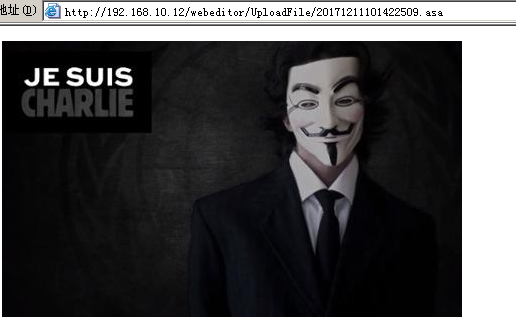 地址(D) http://192.168.10.12/webeditor/UploadFile/20171211101422509.asa
JE SUIS
CHARLIE